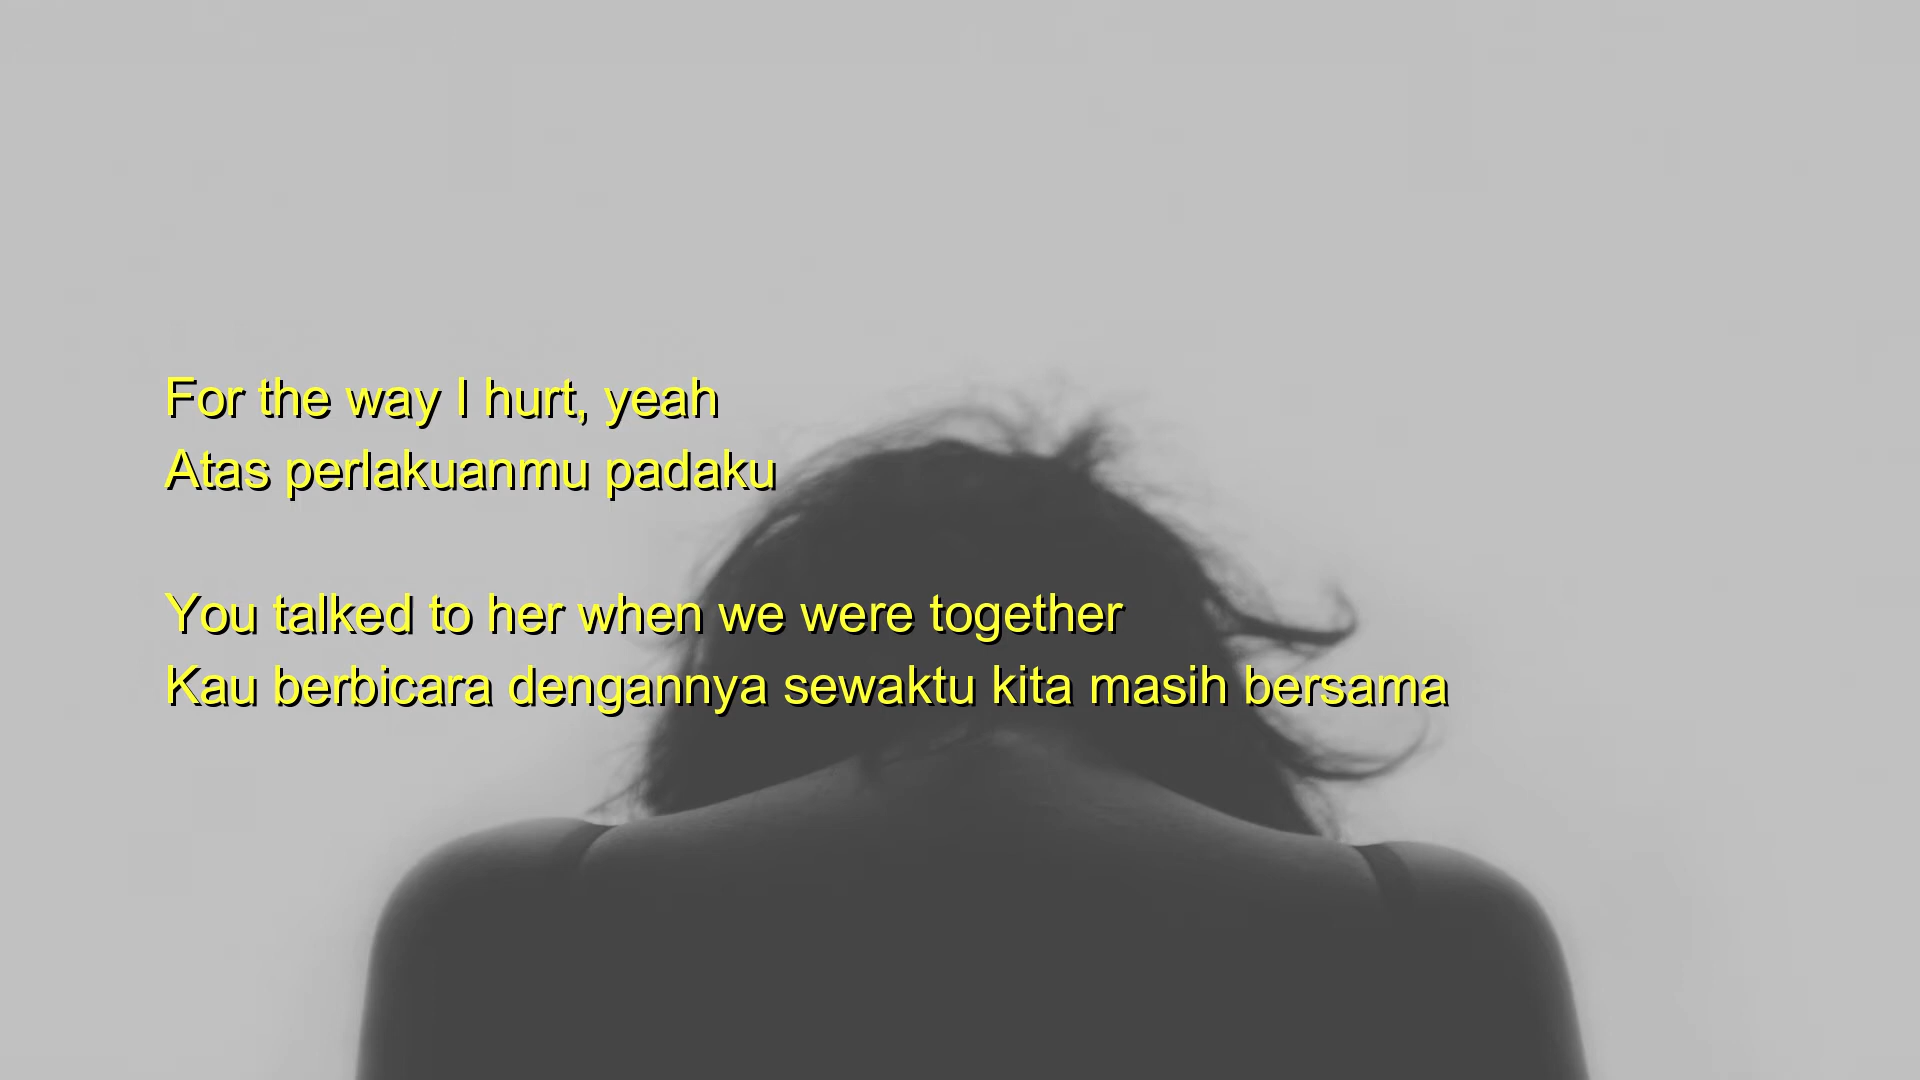 For the way I hurt, yeah
Atas perlakuanmu padaku
You talked to her when we were together
Kau berbicara dengannya sewaktu kita masih bersama